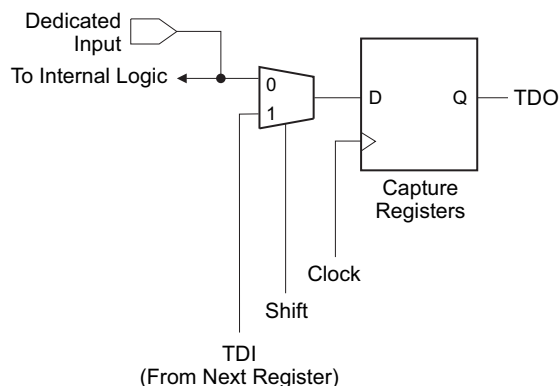 Dedicated
Input
To Internal Logic
0
1
D
Q
TDO
Capture
Registers
Clock
Shift
TDI
(From Next Register)